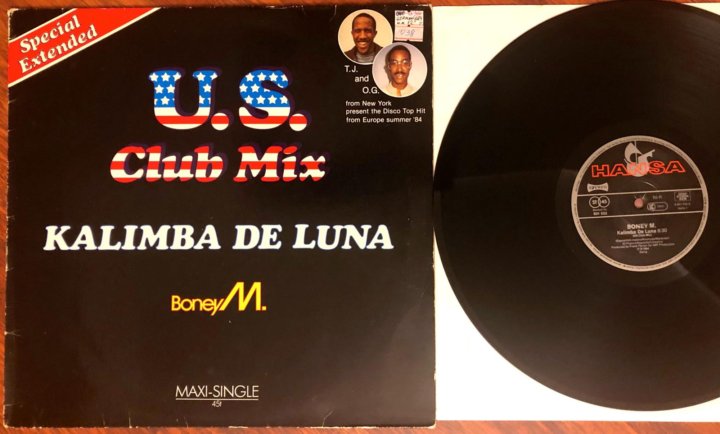 Special
Extended
T.J.
and
O.G.
from New York
present the Disco Top Hit
from Europe summer '84
U.S.
Club Mix
KALIMBA DE LUNA
Boney M.
MAXI-SINGLE
45t
HANSA
BONEY M.
Kalimba De Luna